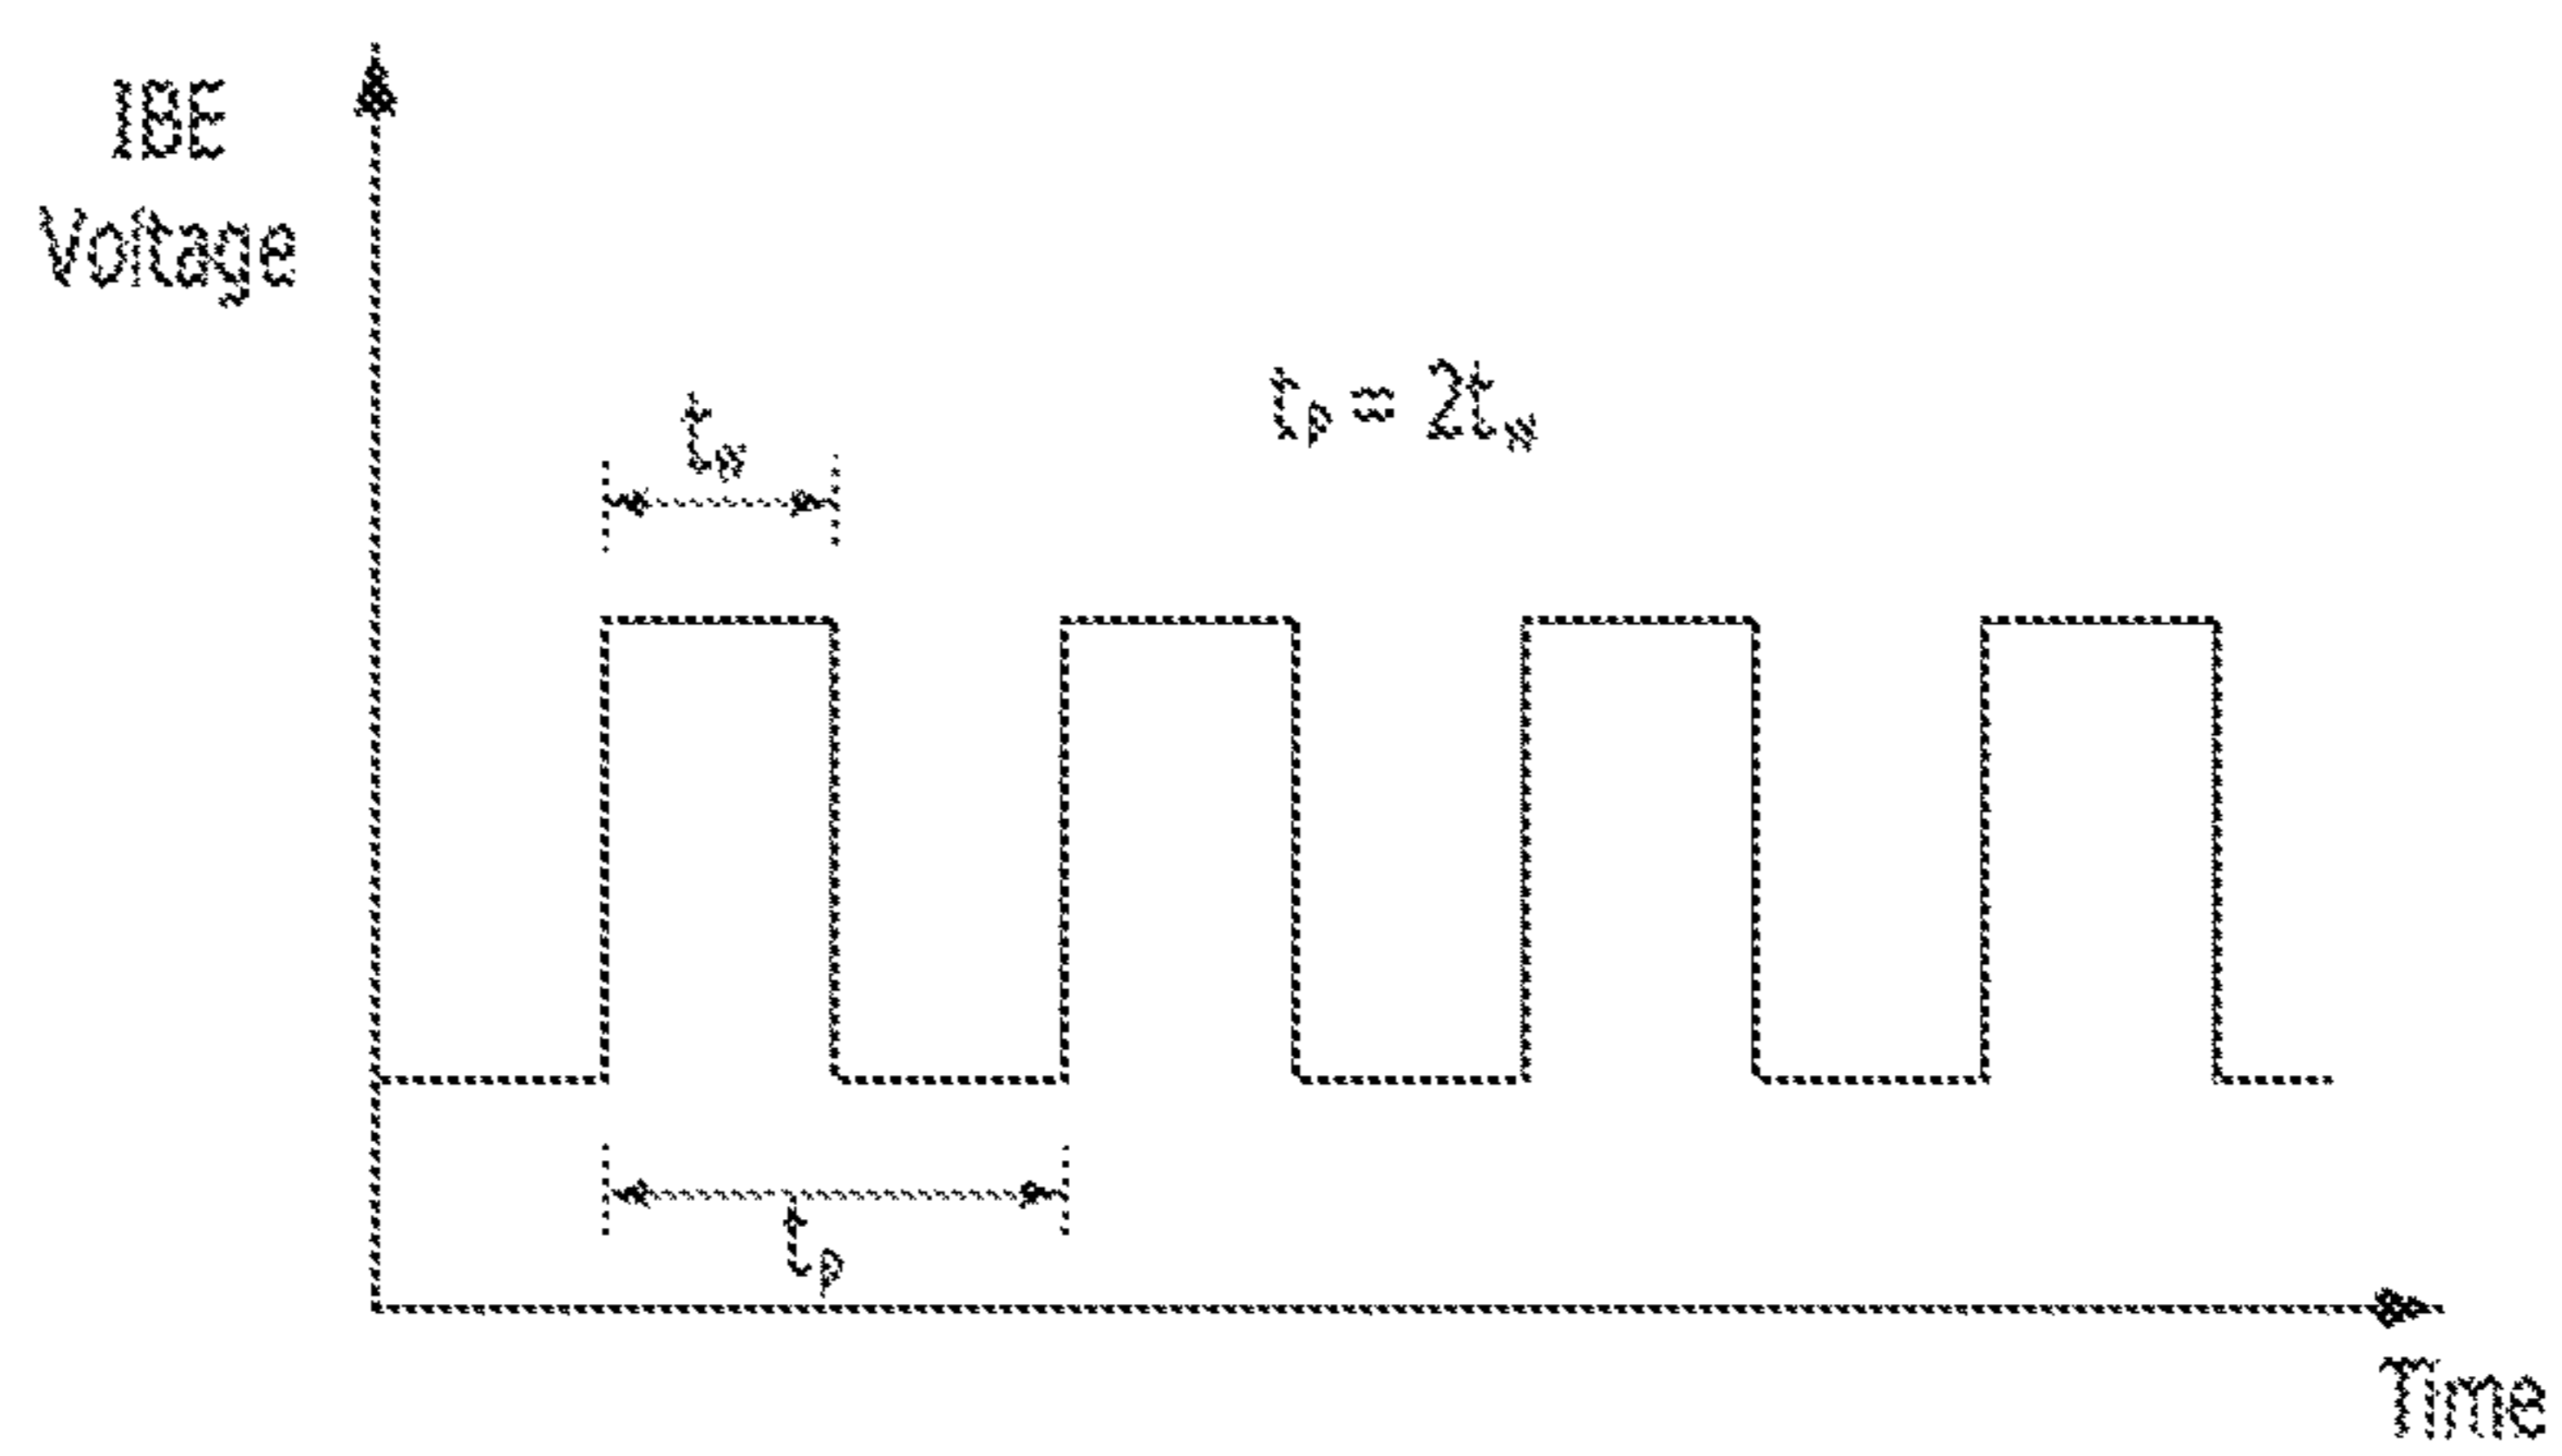 IBE
Voltage
tw
tp = 2tw
tp
Time